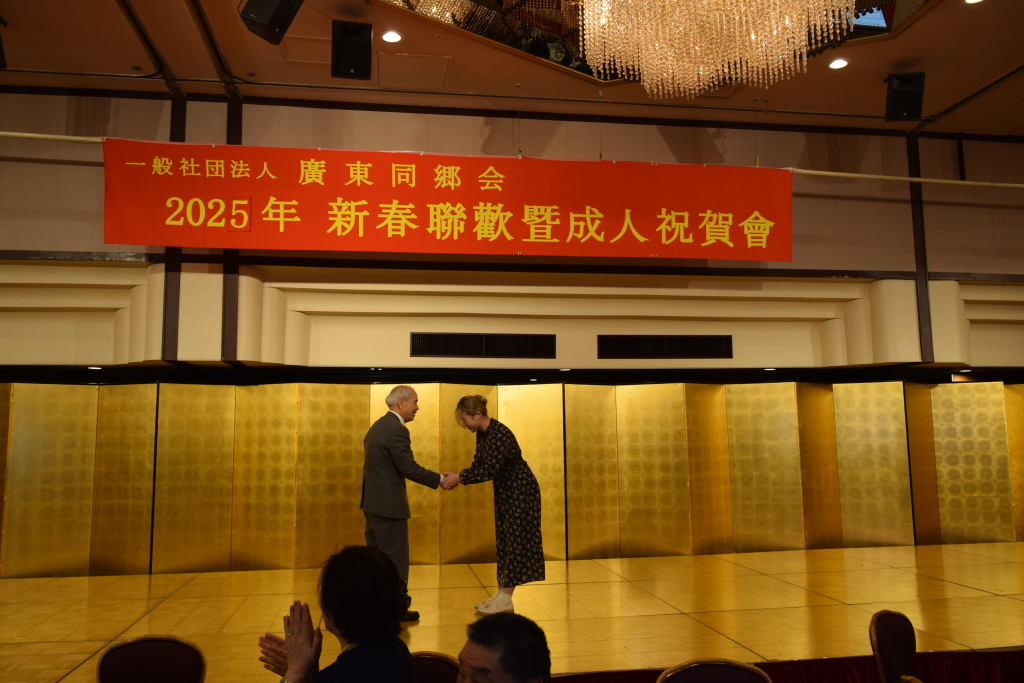 一般社団法人 廣東同郷会
2025年 新春聯歡暨成人祝賀會